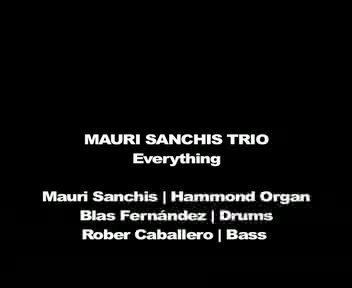 MAURI SANCHIS TRIO
Everything
Mauri Sanchis | Hammond Organ
Blas Fernández | Drums
Rober Caballero | Bass